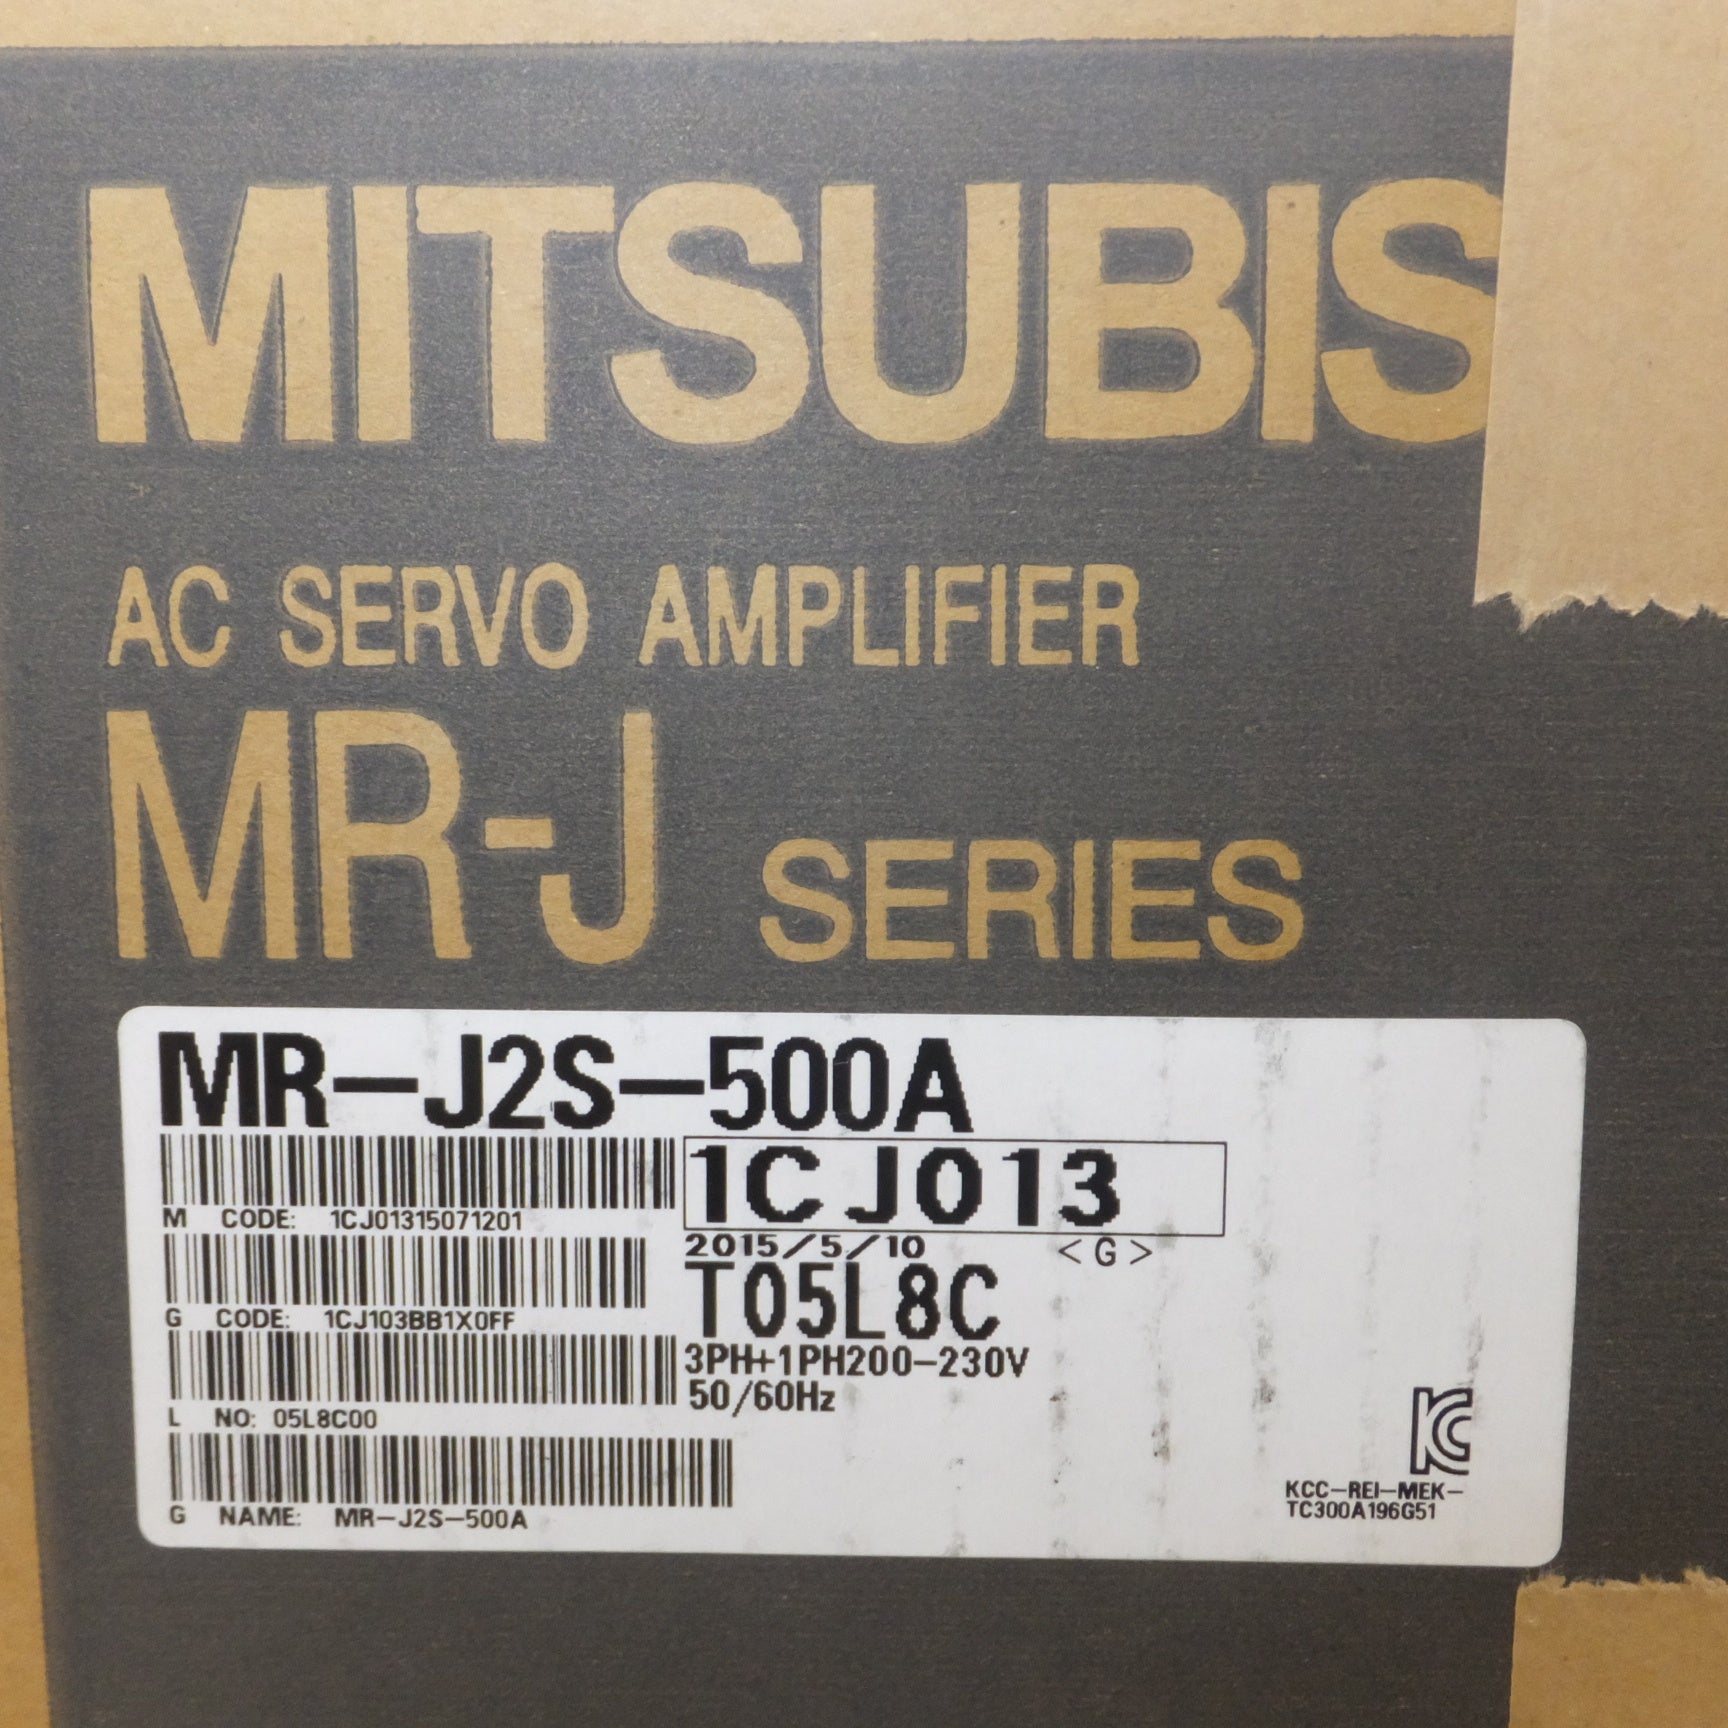 MITSUBIS
AC SERVO AMPLIFIER
MR-J SERIES
MR-J2S-500A
1CJ013
M CODE: 1CJ01315071201
2015/5/10 <G>
T05L8C
G CODE: 1CJ103BB1X0FF
3PH+1PH200-230V
50/60Hz
L NO: 05L8C00
G NAME: MR-J2S-500A
KCC-REI-MEK-
TC300A196G51